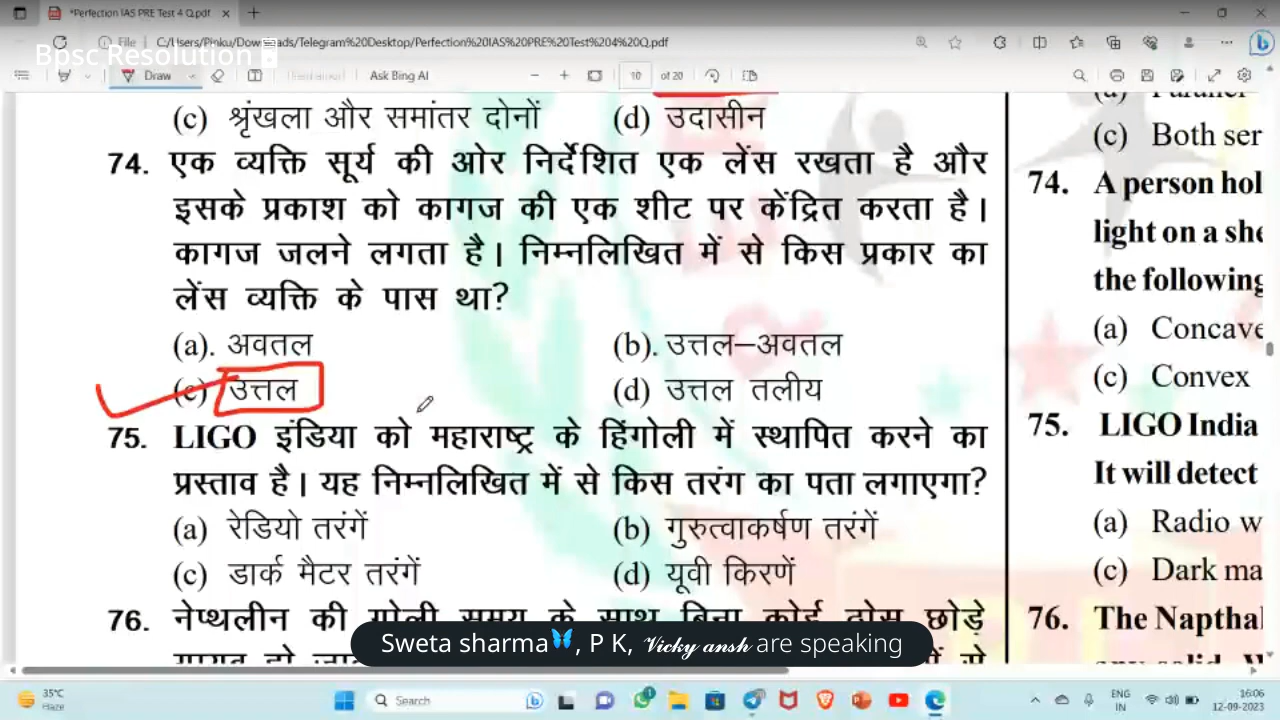 *Perfection IAS PRE Test 4 Q.pdf
File C:/Users/Pinku/Downloads/Telegram%20Desktop/Perfection%20IAS%20PRE%20Test%204%20Q.pdf
Bpsc Resolution
Draw
Ask Bing AI
10 of 20
(c) श्रृंखला और समांतर दोनों (d) उदासीन
74. एक व्यक्ति सूर्य की ओर निर्देशित एक लेंस रखता है और
इसके प्रकाश को कागज की एक शीट पर केंद्रित करता है।
कागज जलने लगता है। निम्नलिखित में से किस प्रकार का
लेंस व्यक्ति के पास था?
(a). अवतल (b). उत्तल–अवतल
(c) उत्तल (d) उत्तल तलीय
75. LIGO इंडिया को महाराष्ट्र के हिंगोली में स्थापित करने का
प्रस्ताव है। यह निम्नलिखित में से किस तरंग का पता लगाएगा?
(a) रेडियो तरंगें (b) गुरुत्वाकर्षण तरंगें
(c) डार्क मैटर तरंगें (d) यूवी किरणें
76. नेप्थलीन की गोली समय के साथ बिना कोई ठोस छोड़े
(c) Both ser
74. A person hol
light on a she
the following
(a) Concave
(c) Convex
75. LIGO India
It will detect
(a) Radio w
(c) Dark ma
76. The Napthal
Sweta sharma🦋, P K, 𝓥𝓲𝓬𝓴𝔂 𝓪𝓷𝓼𝓱 are speaking
35°C
Haze
Search
1
ENG
IN
16:06
12-09-2023